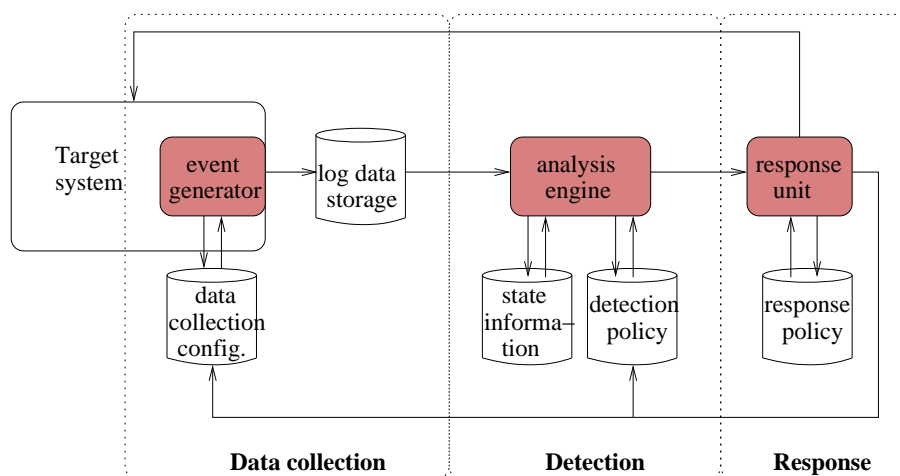 Target
system
event
generator
log data
storage
analysis
engine
response
unit
data
collection
config.
state
informa–
tion
detection
policy
response
policy
Data collection
Detection
Response